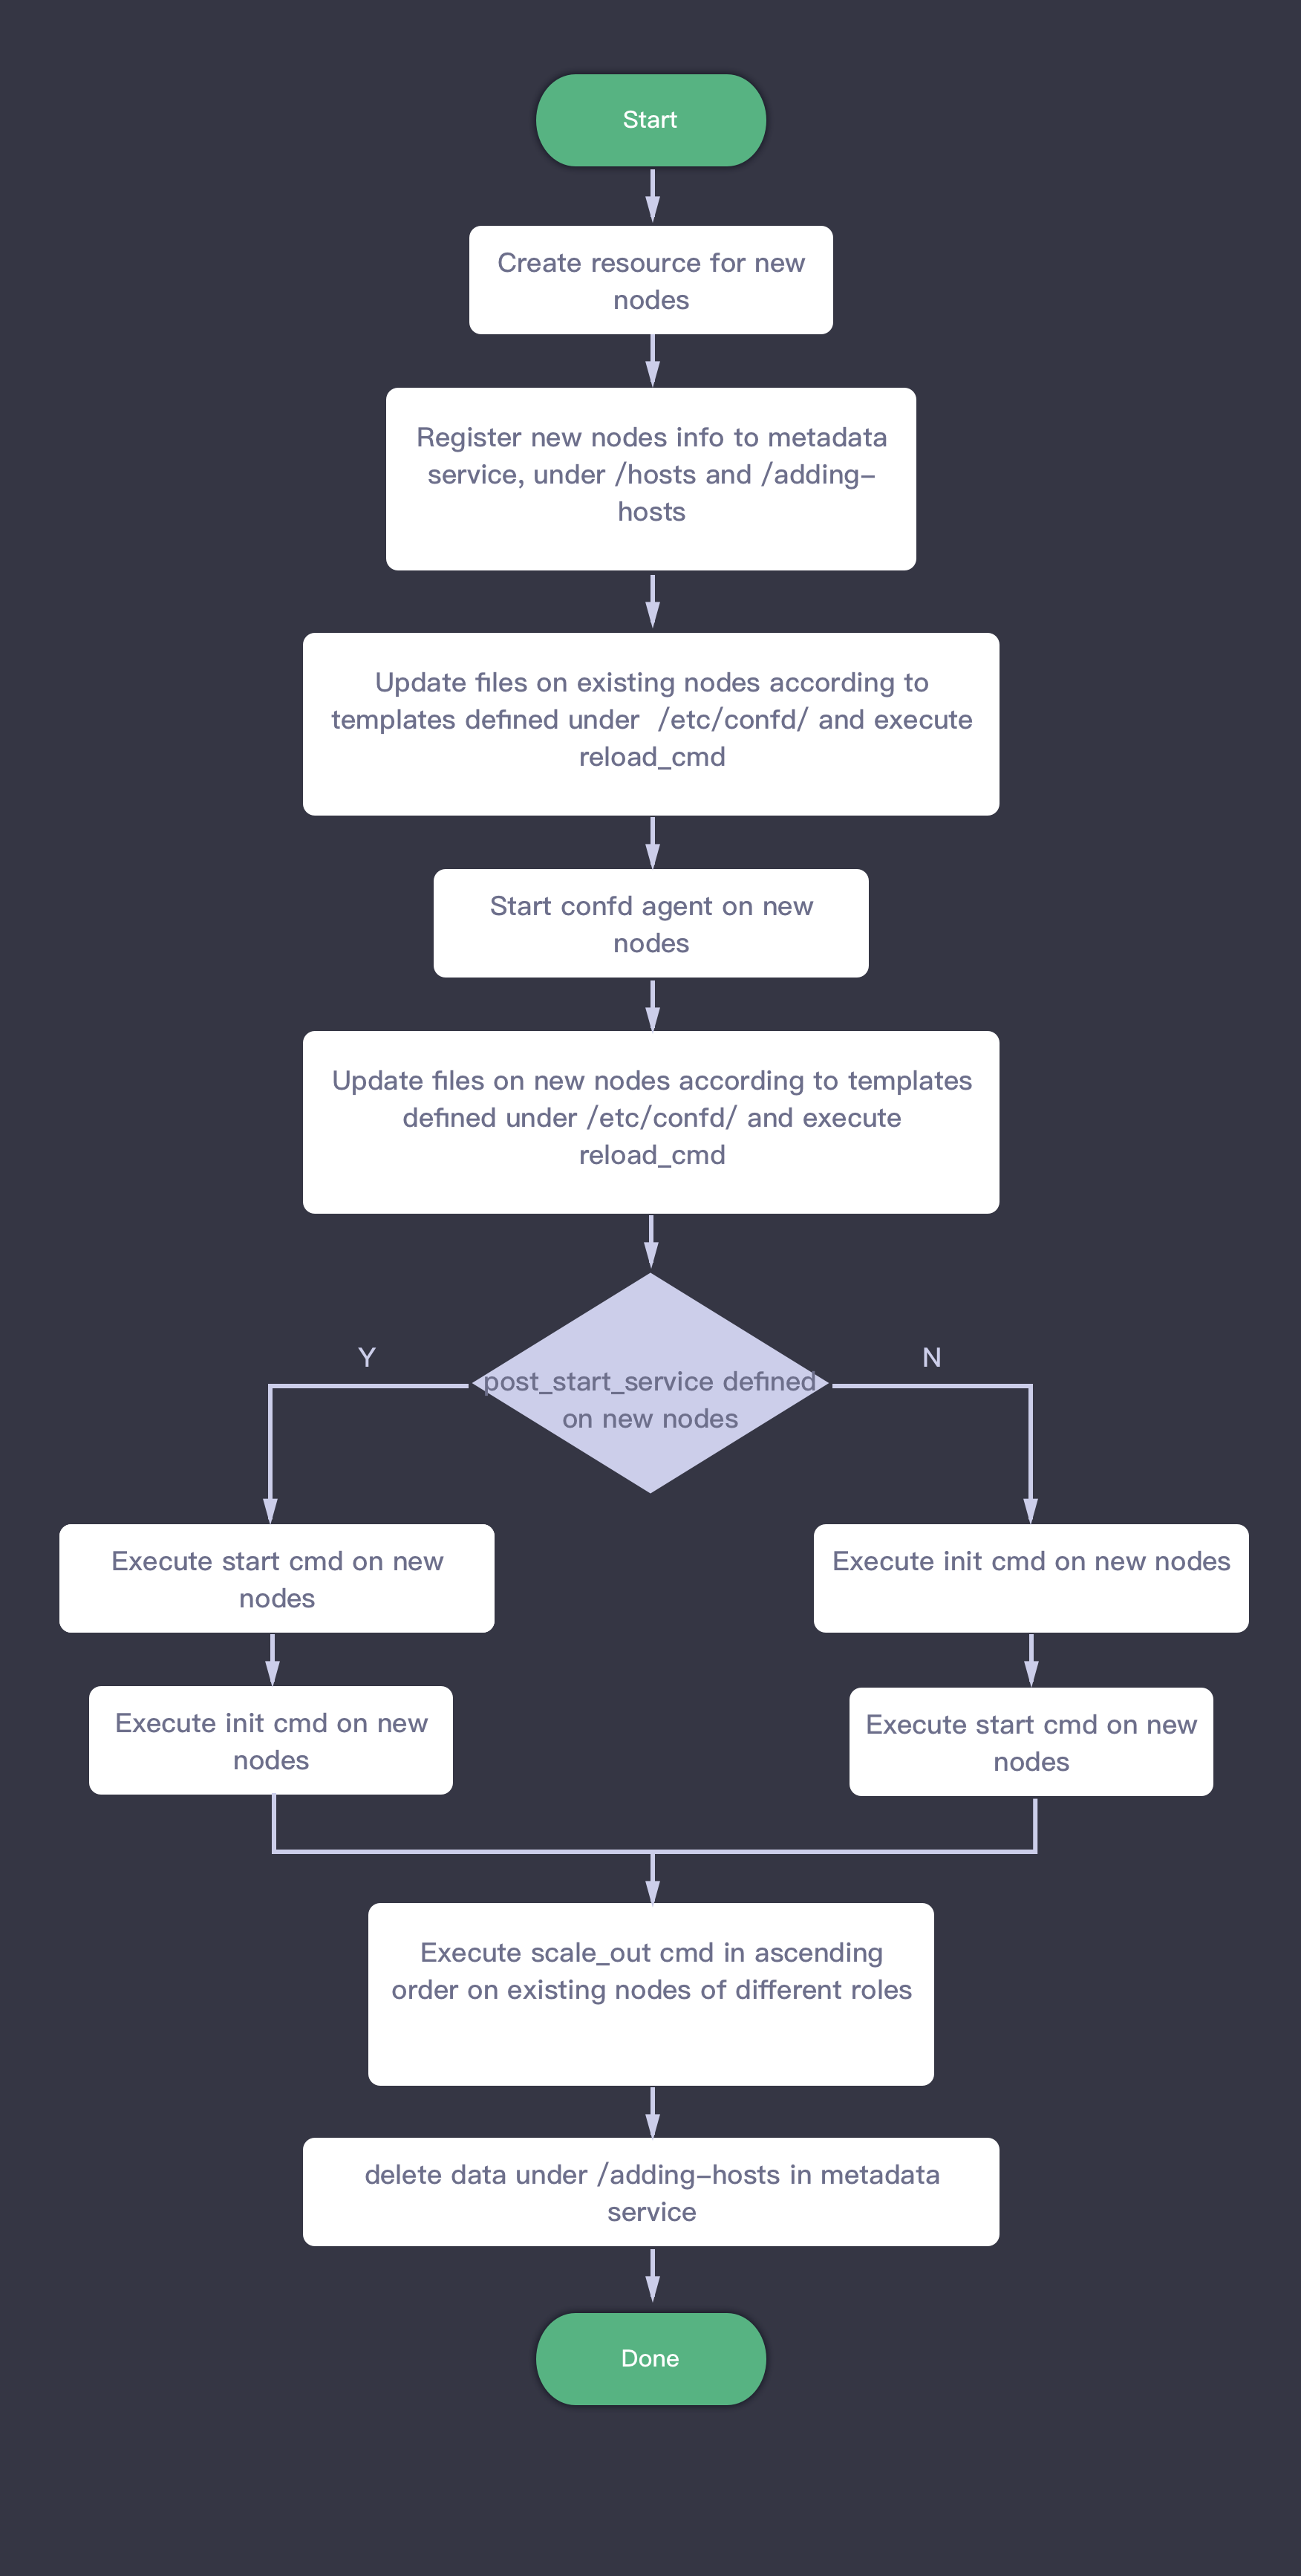 Start
Create resource for new
nodes
Register new nodes info to metadata
service, under /hosts and /adding-
hosts
Update files on existing nodes according to
templates defined under  /etc/confd/ and execute
reload_cmd
Start confd agent on new
nodes
Update files on new nodes according to templates
defined under /etc/confd/ and execute
reload_cmd
Y
N
post_start_service defined
on new nodes
Execute start cmd on new
nodes
Execute init cmd on new nodes
Execute init cmd on new
nodes
Execute start cmd on new
nodes
Execute scale_out cmd in ascending
order on existing nodes of different roles
delete data under /adding-hosts in metadata
service
Done